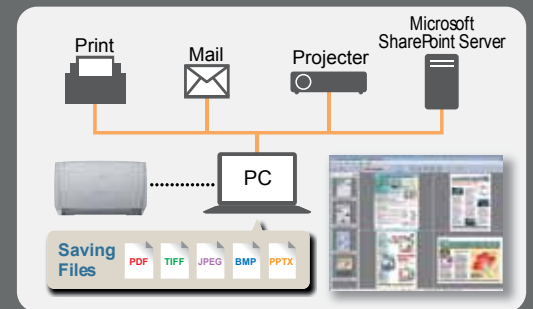 Microsoft
SharePoint Server
Print
Mail
Projecter
PC
Saving
Files
PDF
TIFF
JPEG
BMP
PPTX